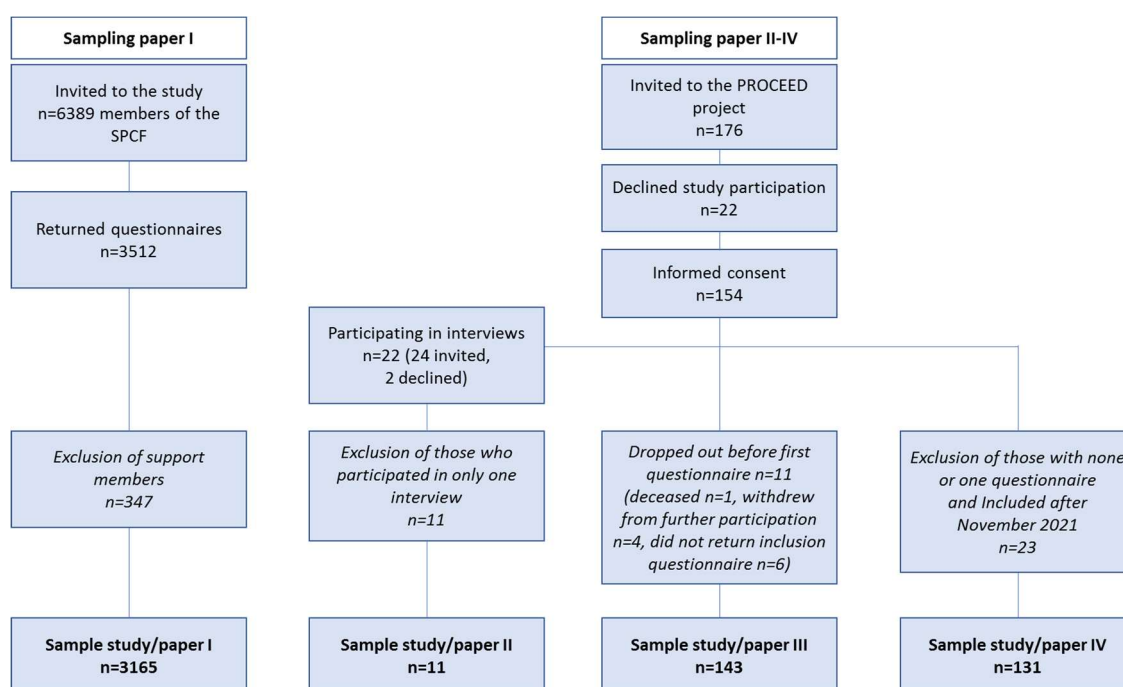 Sampling paper I
Invited to the study
n=6389 members of the
SPCF
Returned questionnaires
n=3512
Exclusion of support
members
n=347
Sample study/paper I
n=3165
Sampling paper II-IV
Invited to the PROCEED
project
n=176
Declined study participation
n=22
Informed consent
n=154
Participating in interviews
n=22 (24 invited,
2 declined)
Exclusion of those who
participated in only one
interview
n=11
Sample study/paper II
n=11
Dropped out before first
questionnaire n=11
(deceased n=1, withdrew
from further participation
n=4, did not return inclusion
questionnaire n=6)
Sample study/paper III
n=143
Exclusion of those with none
or one questionnaire
and Included after
November 2021
n=23
Sample study/paper IV
n=131